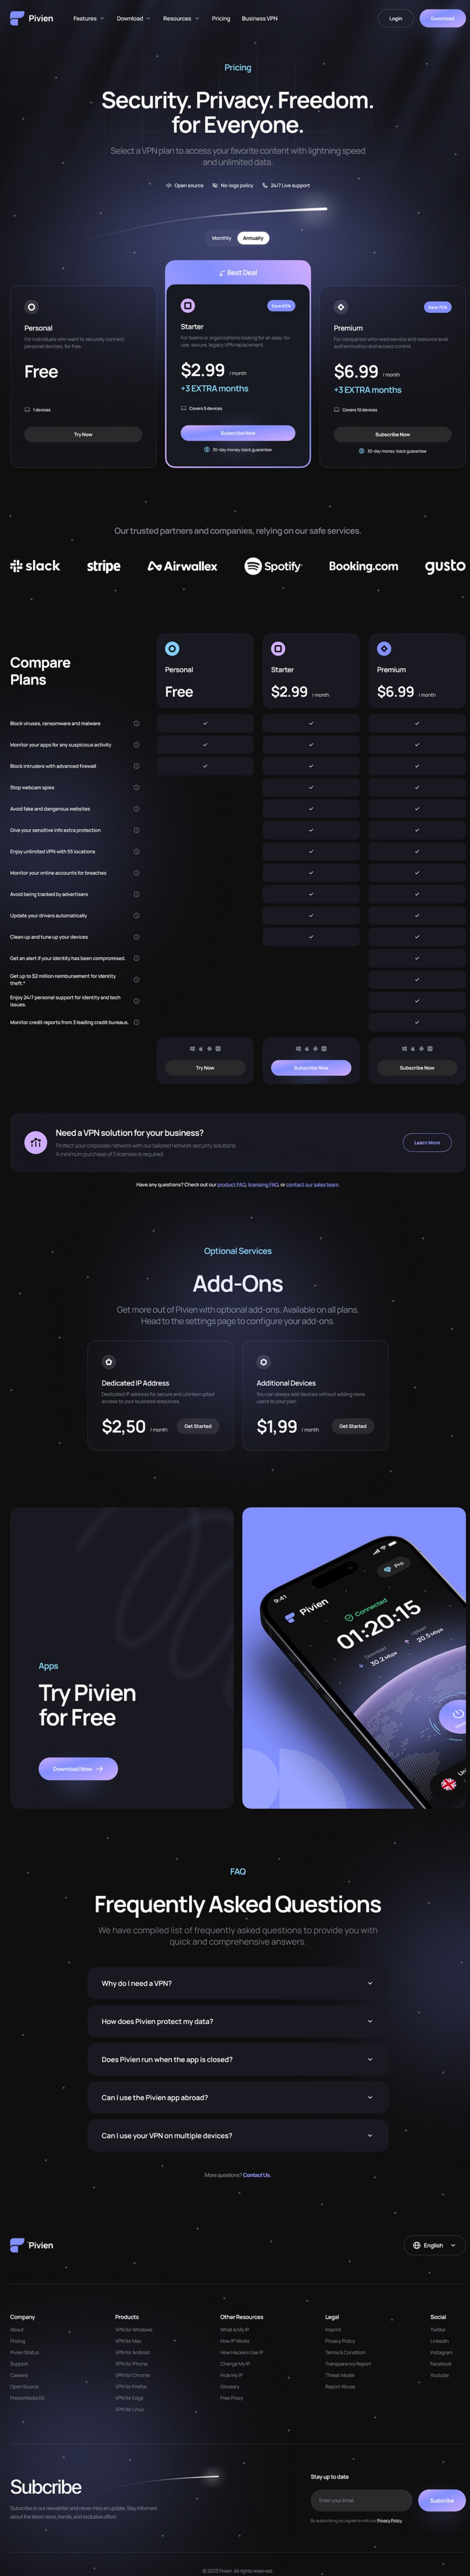 Pivien
Features
Download
Resources
Pricing
Business VPN
Login
Download
Pricing
Security. Privacy. Freedom.
for Everyone.
Select a VPN plan to access your favorite content with lightning speed
and unlimited data.
Open source
No-logs policy
24/7 Live support
Monthly
Annually
Best Deal
Personal
For individuals who want to securely connect
personal devices, for free.
Free
1 devices
Try Now
Starter
Save 65%
For teams or organizations looking for an easy-to-
use, secure, legacy VPN replacement.
$2.99 / month
+3 EXTRA months
Covers 5 devices
Subscribe Now
30-day money-back guarantee
Premium
Save 70%
For companies who need service and resource level
authentication and access control.
$6.99 / month
+3 EXTRA months
Covers 10 devices
Subscribe Now
30-day money-back guarantee
Our trusted partners and companies, relying on our safe services.
slack
stripe
Airwallex
Spotify
Booking.com
gusto
Compare
Plans
Personal
Free
Starter
$2.99 / month
Premium
$6.99 / month
Block viruses, ransomware and malware
Monitor your apps for any suspicious activity
Block intruders with advanced firewall
Stop webcam spies
Avoid fake and dangerous websites
Give your sensitive info extra protection
Enjoy unlimited VPN with 55 locations
Monitor your online accounts for breaches
Avoid being tracked by advertisers
Update your drivers automatically
Clean up and tune up your devices
Get an alert if your identity has been compromised.
Get up to $2 million reimbursement for identity
theft.*
Enjoy 24/7 personal support for identity and tech
issues.
Monitor credit reports from 3 leading credit bureaus.
Try Now
Subscribe Now
Subscribe Now
Need a VPN solution for your business?
Protect your corporate network with our tailored network security solutions.
A minimum purchase of 5 licenses is required
Learn More
Have any questions? Check out our product FAQ, licensing FAQ, or contact our sales team.
Optional Services
Add-Ons
Get more out of Pivien with optional add-ons. Available on all plans.
Head to the settings page to configure your add-ons.
Dedicated IP Address
Dedicated IP address for secure and uninterrupted
access to your business resources.
$2,50 / month
Get Started
Additional Devices
You can always add devices without adding more
users to your plan.
$1,99 / month
Get Started
Apps
Try Pivien
for Free
Download Now
9:41
Pivien
Pro
Connected
01:20:15
Download
30.2 Mbps
Upload
20.5 Mbps
FAQ
Frequently Asked Questions
We have compiled list of frequently asked questions to provide you with
quick and comprehensive answers.
Why do I need a VPN?
How does Pivien protect my data?
Does Pivien run when the app is closed?
Can I use the Pivien app abroad?
Can I use your VPN on multiple devices?
More questions? Contact Us.
Pivien
English
Company
About
Pricing
Pivien Status
Support
Careers
Open Source
Press/Media Kit
Products
VPN for Windows
VPN for Mac
VPN for Android
VPN for iPhone
VPN for Chrome
VPN for Firefox
VPN for Edge
VPN for Linux
Other Resources
What is My IP
How IP Works
How Hackers Use IP
Change My IP
Hide My IP
Glossary
Free Proxy
Legal
Imprint
Privacy Policy
Terms & Condition
Transparency Report
Threat Model
Report Abuse
Social
Twitter
LinkedIn
Instagram
Facebook
Youtube
Subcribe
Subscribe to our newsletter and never miss an update. Stay informed
about the latest news, trends, and exclusive offers.
Stay up to date
Enter your email
Subcribe
By subscribing you agree to with our Privacy Policy
© 2023 Pivien. All rights reserved.